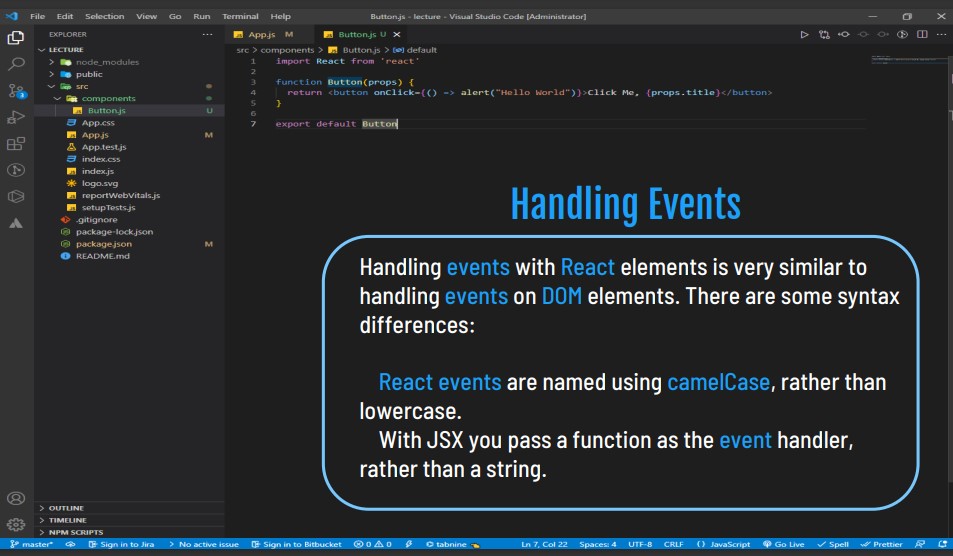 File Edit Selection View Go Run Terminal Help Button.js - lecture - Visual Studio Code [Administrator]
EXPLORER
LECTURE
node_modules
public
src
components
Button.js U
App.css
App.js M
App.test.js
index.css
index.js
logo.svg
reportWebVitals.js
setupTests.js
.gitignore
package-lock.json
package.json M
README.md
OUTLINE
TIMELINE
NPM SCRIPTS
3
App.js M Button.js U
src > components > Button.js > default
1 import React from 'react'
2
3 function Button(props) {
4 return <button onClick={() => alert("Hello World")}>Click Me, {props.title}</button>
5 }
6
7 export default Button
Handling Events
Handling events with React elements is very similar to
handling events on DOM elements. There are some syntax
differences:
React events are named using camelCase, rather than
lowercase.
With JSX you pass a function as the event handler,
rather than a string.
master* Sign in to Jira No active issue Sign in to Bitbucket 0 0 tabnine Ln 7, Col 22 Spaces: 4 UTF-8 CRLF {} JavaScript Go Live Spell Prettier